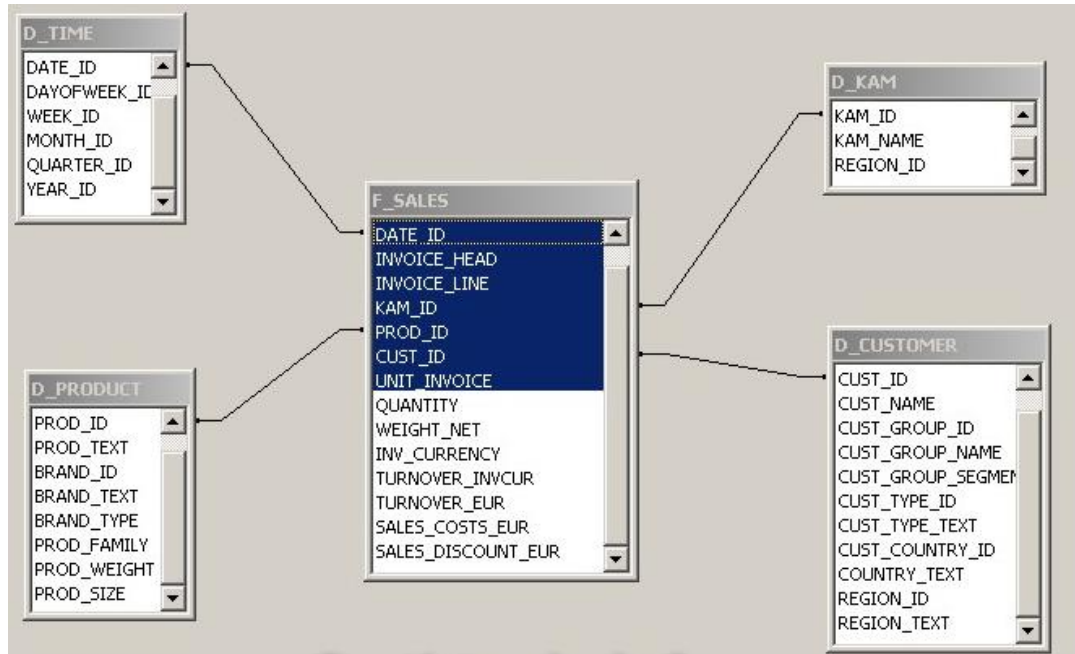 D_TIME
DATE_ID
DAYOFWEEK_ID
WEEK_ID
MONTH_ID
QUARTER_ID
YEAR_ID
D_KAM
KAM_ID
KAM_NAME
REGION_ID
F_SALES
DATE_ID
INVOICE_HEAD
INVOICE_LINE
KAM_ID
PROD_ID
CUST_ID
UNIT_INVOICE
QUANTITY
WEIGHT_NET
INV_CURRENCY
TURNOVER_INVCUR
TURNOVER_EUR
SALES_COSTS_EUR
SALES_DISCOUNT_EUR
D_PRODUCT
PROD_ID
PROD_TEXT
BRAND_ID
BRAND_TEXT
BRAND_TYPE
PROD_FAMILY
PROD_WEIGHT
PROD_SIZE
D_CUSTOMER
CUST_ID
CUST_NAME
CUST_GROUP_ID
CUST_GROUP_NAME
CUST_GROUP_SEGMEN
CUST_TYPE_ID
CUST_TYPE_TEXT
CUST_COUNTRY_ID
COUNTRY_TEXT
REGION_ID
REGION_TEXT